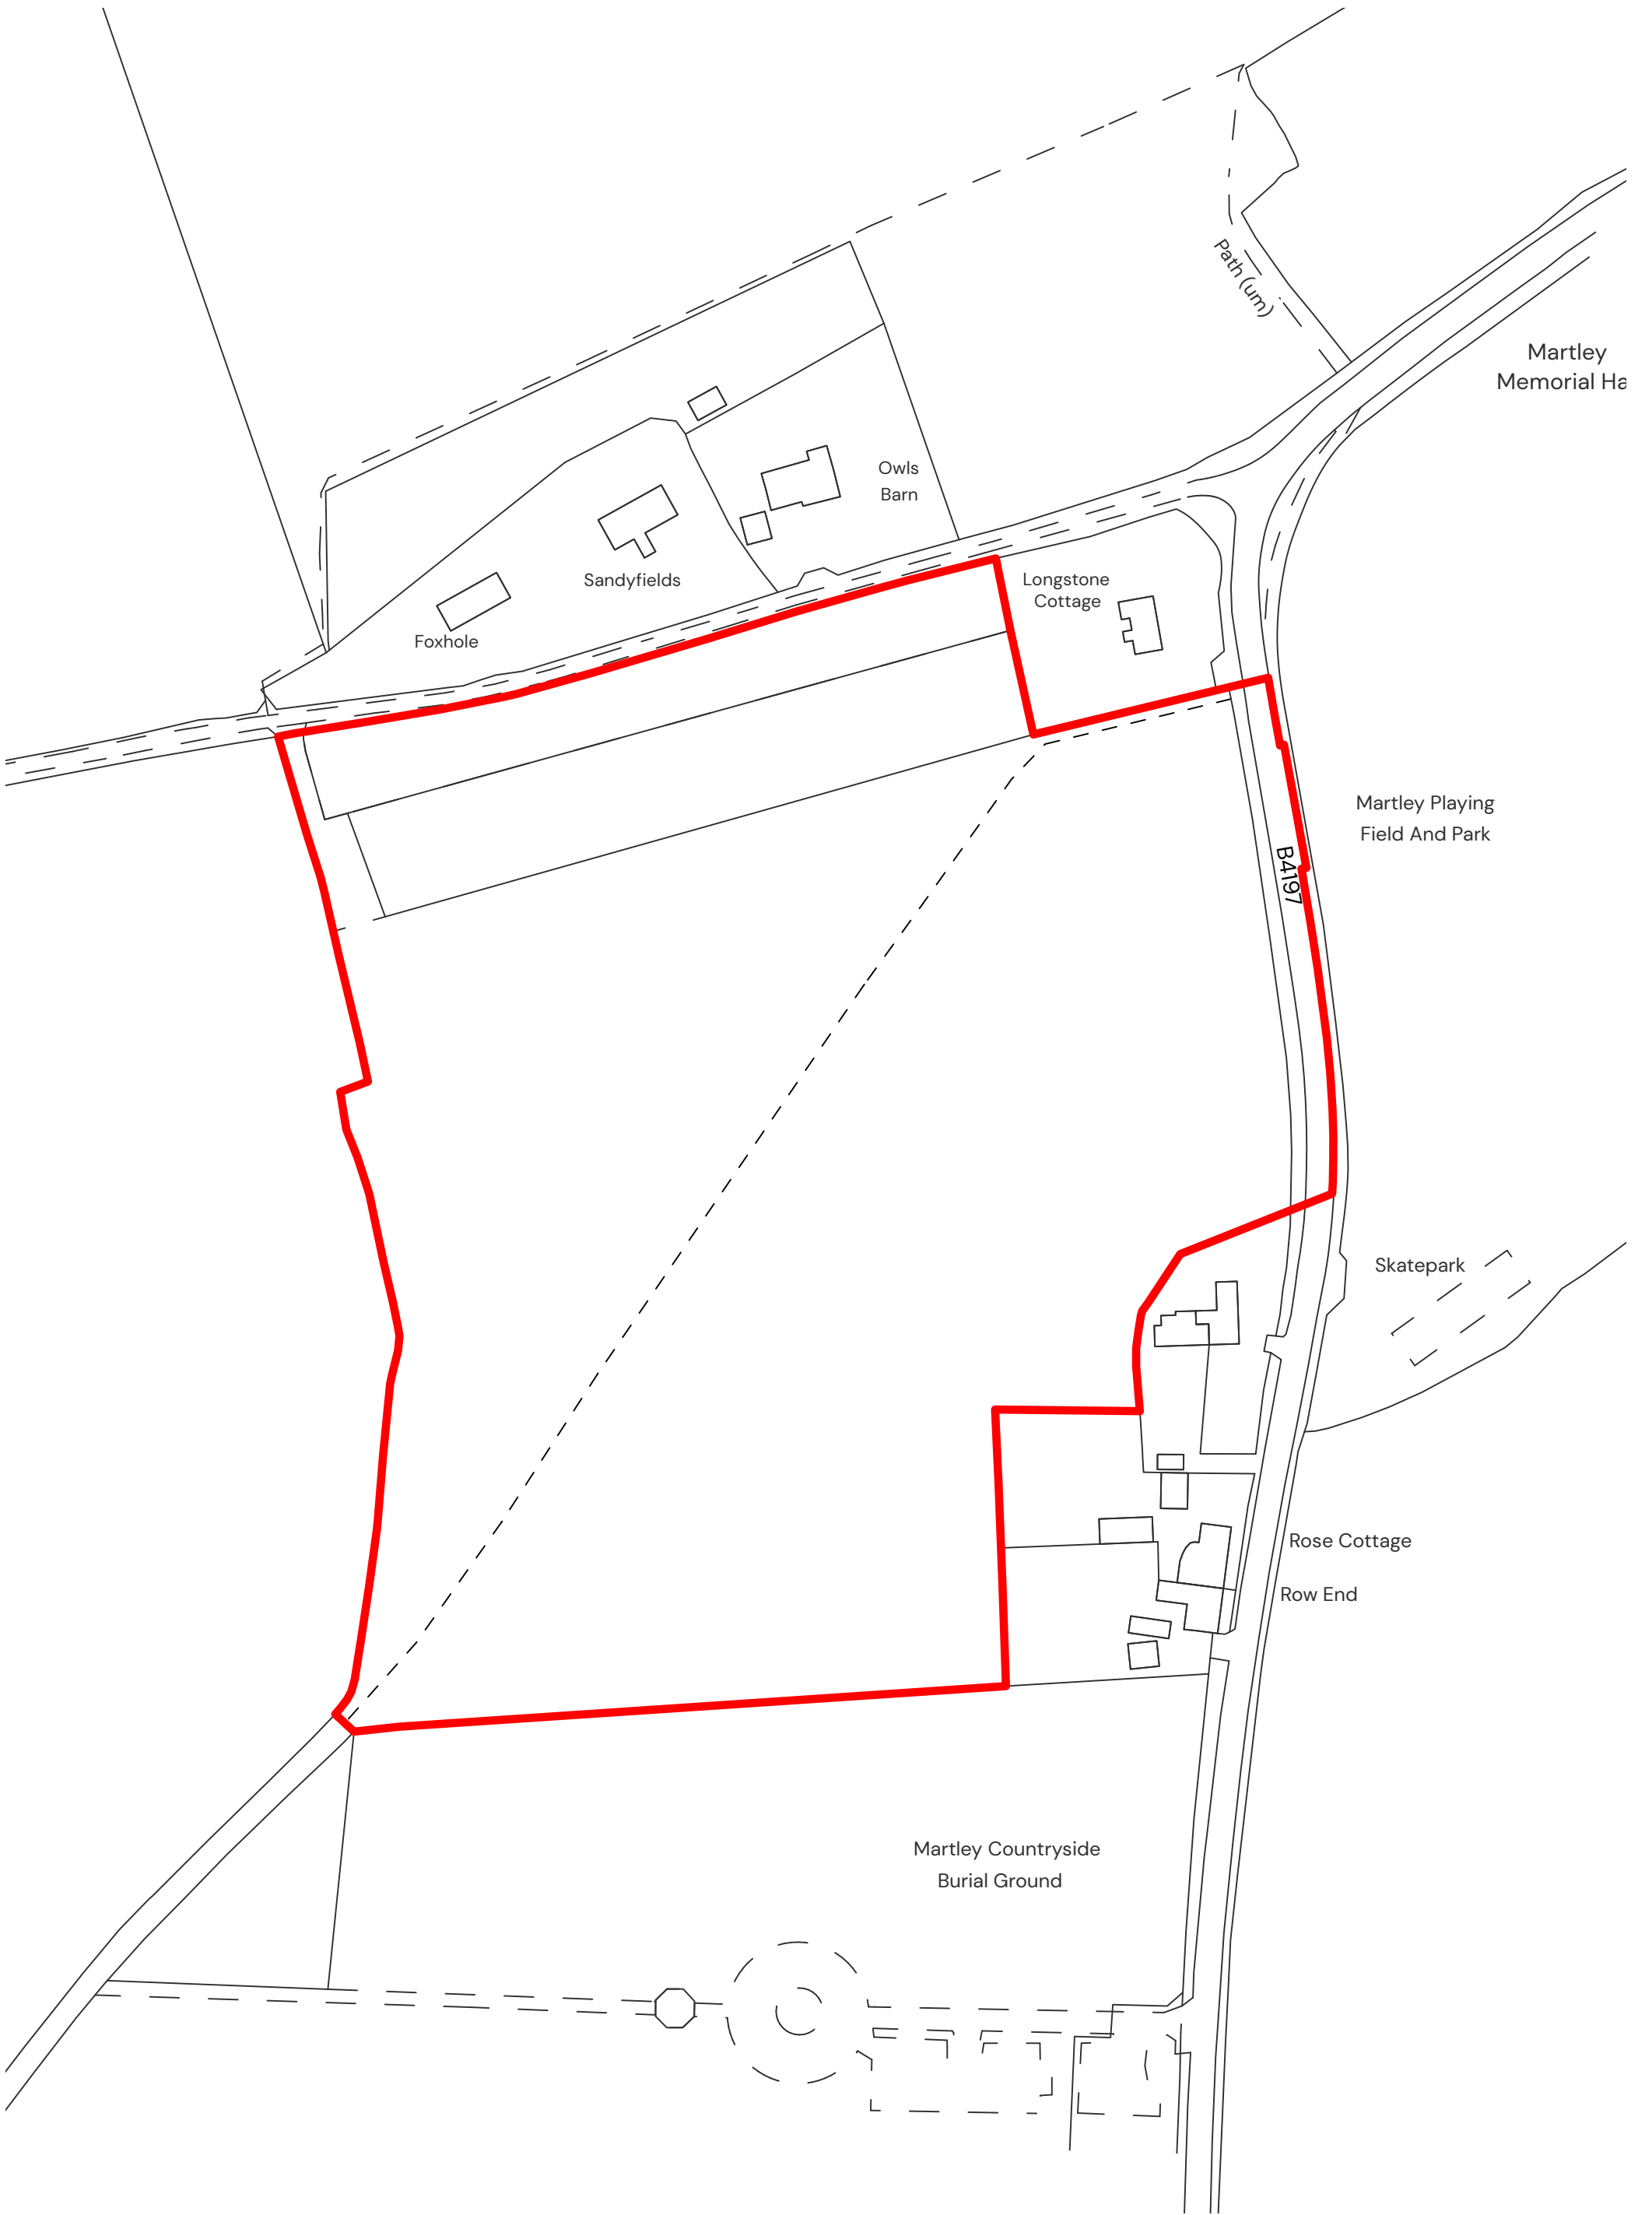 Path (um)
Martley
Memorial Ha
Owls
Barn
Sandyfields
Longstone
Cottage
Foxhole
Martley Playing
Field And Park
B4197
Skatepark
Rose Cottage
Row End
Martley Countryside
Burial Ground